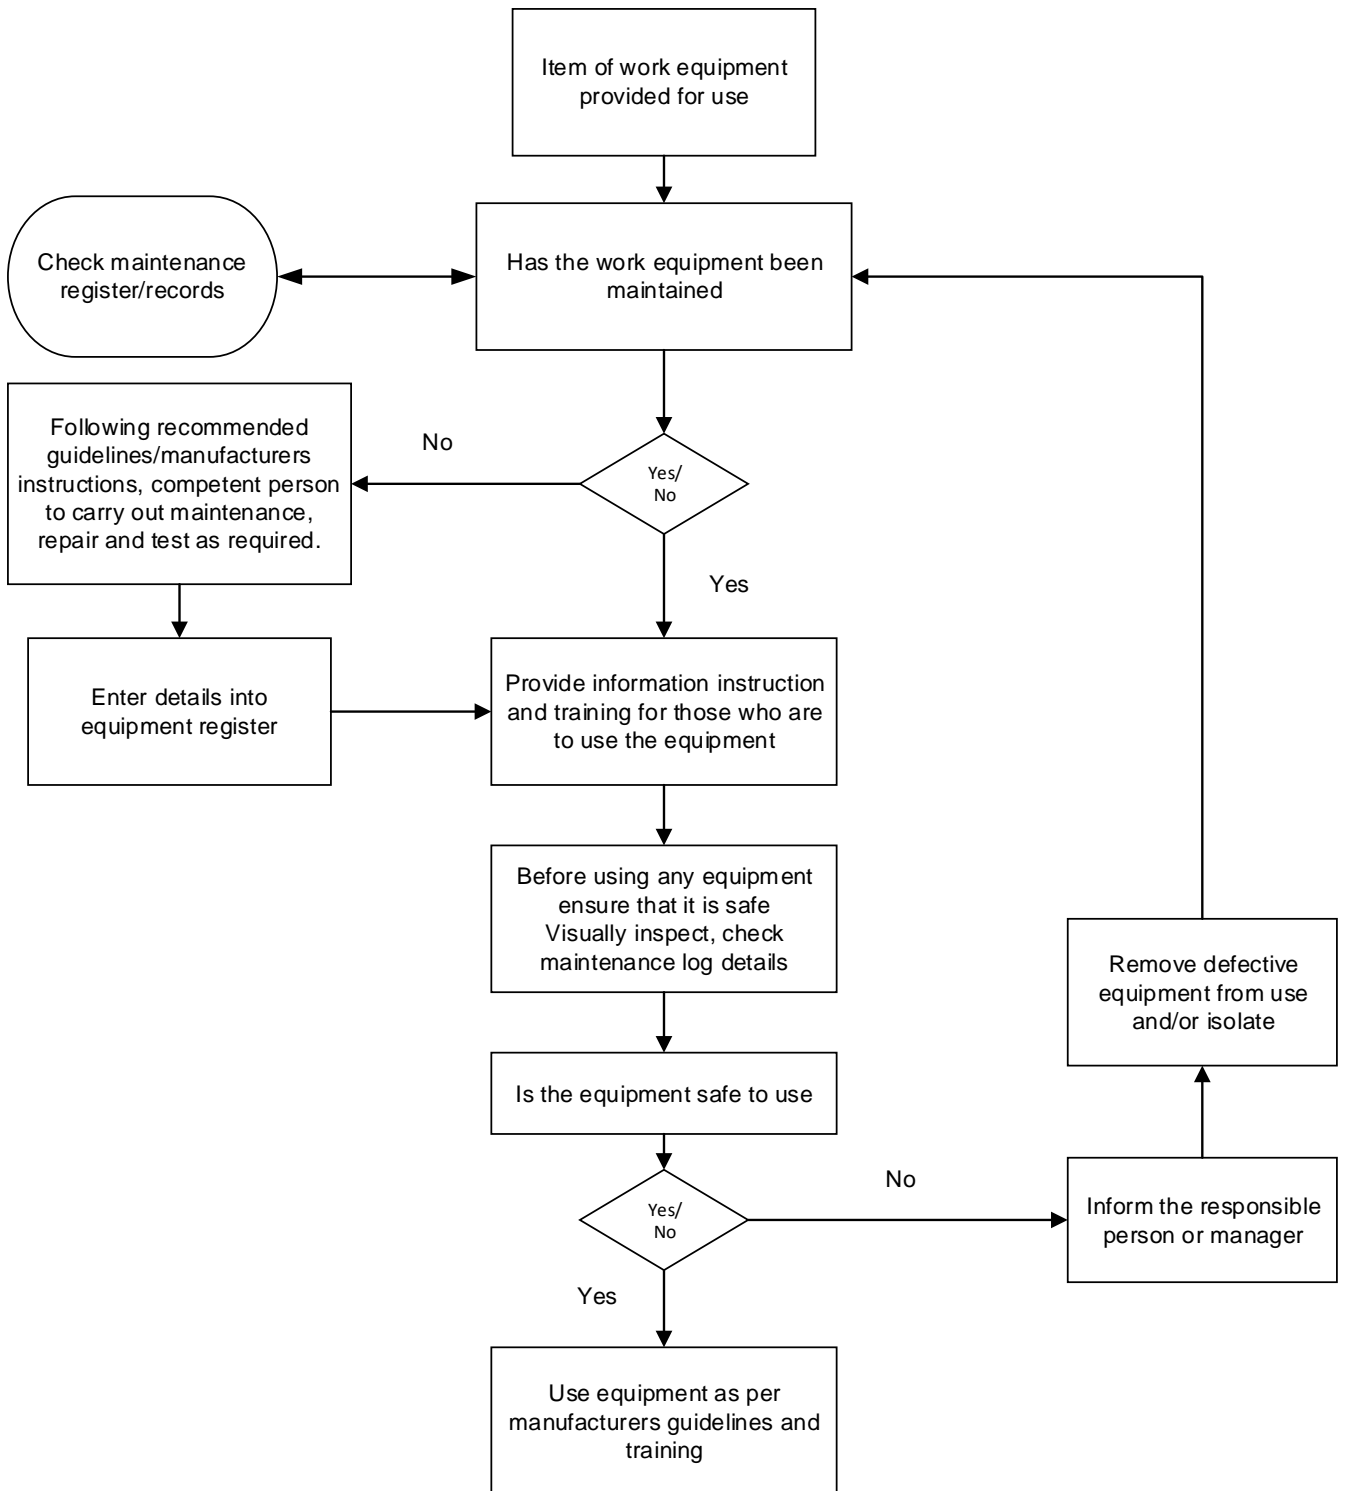 Item of work equipment
provided for use
Check maintenance
register/records
Has the work equipment been
maintained
Following recommended
guidelines/manufacturers
instructions, competent person
to carry out maintenance,
repair and test as required.
No
Yes/
No
Yes
Enter details into
equipment register
Provide information instruction
and training for those who are
to use the equipment
Before using any equipment
ensure that it is safe
Visually inspect, check
maintenance log details
Remove defective
equipment from use
and/or isolate
Is the equipment safe to use
Yes/
No
No
Inform the responsible
person or manager
Yes
Use equipment as per
manufacturers guidelines and
training